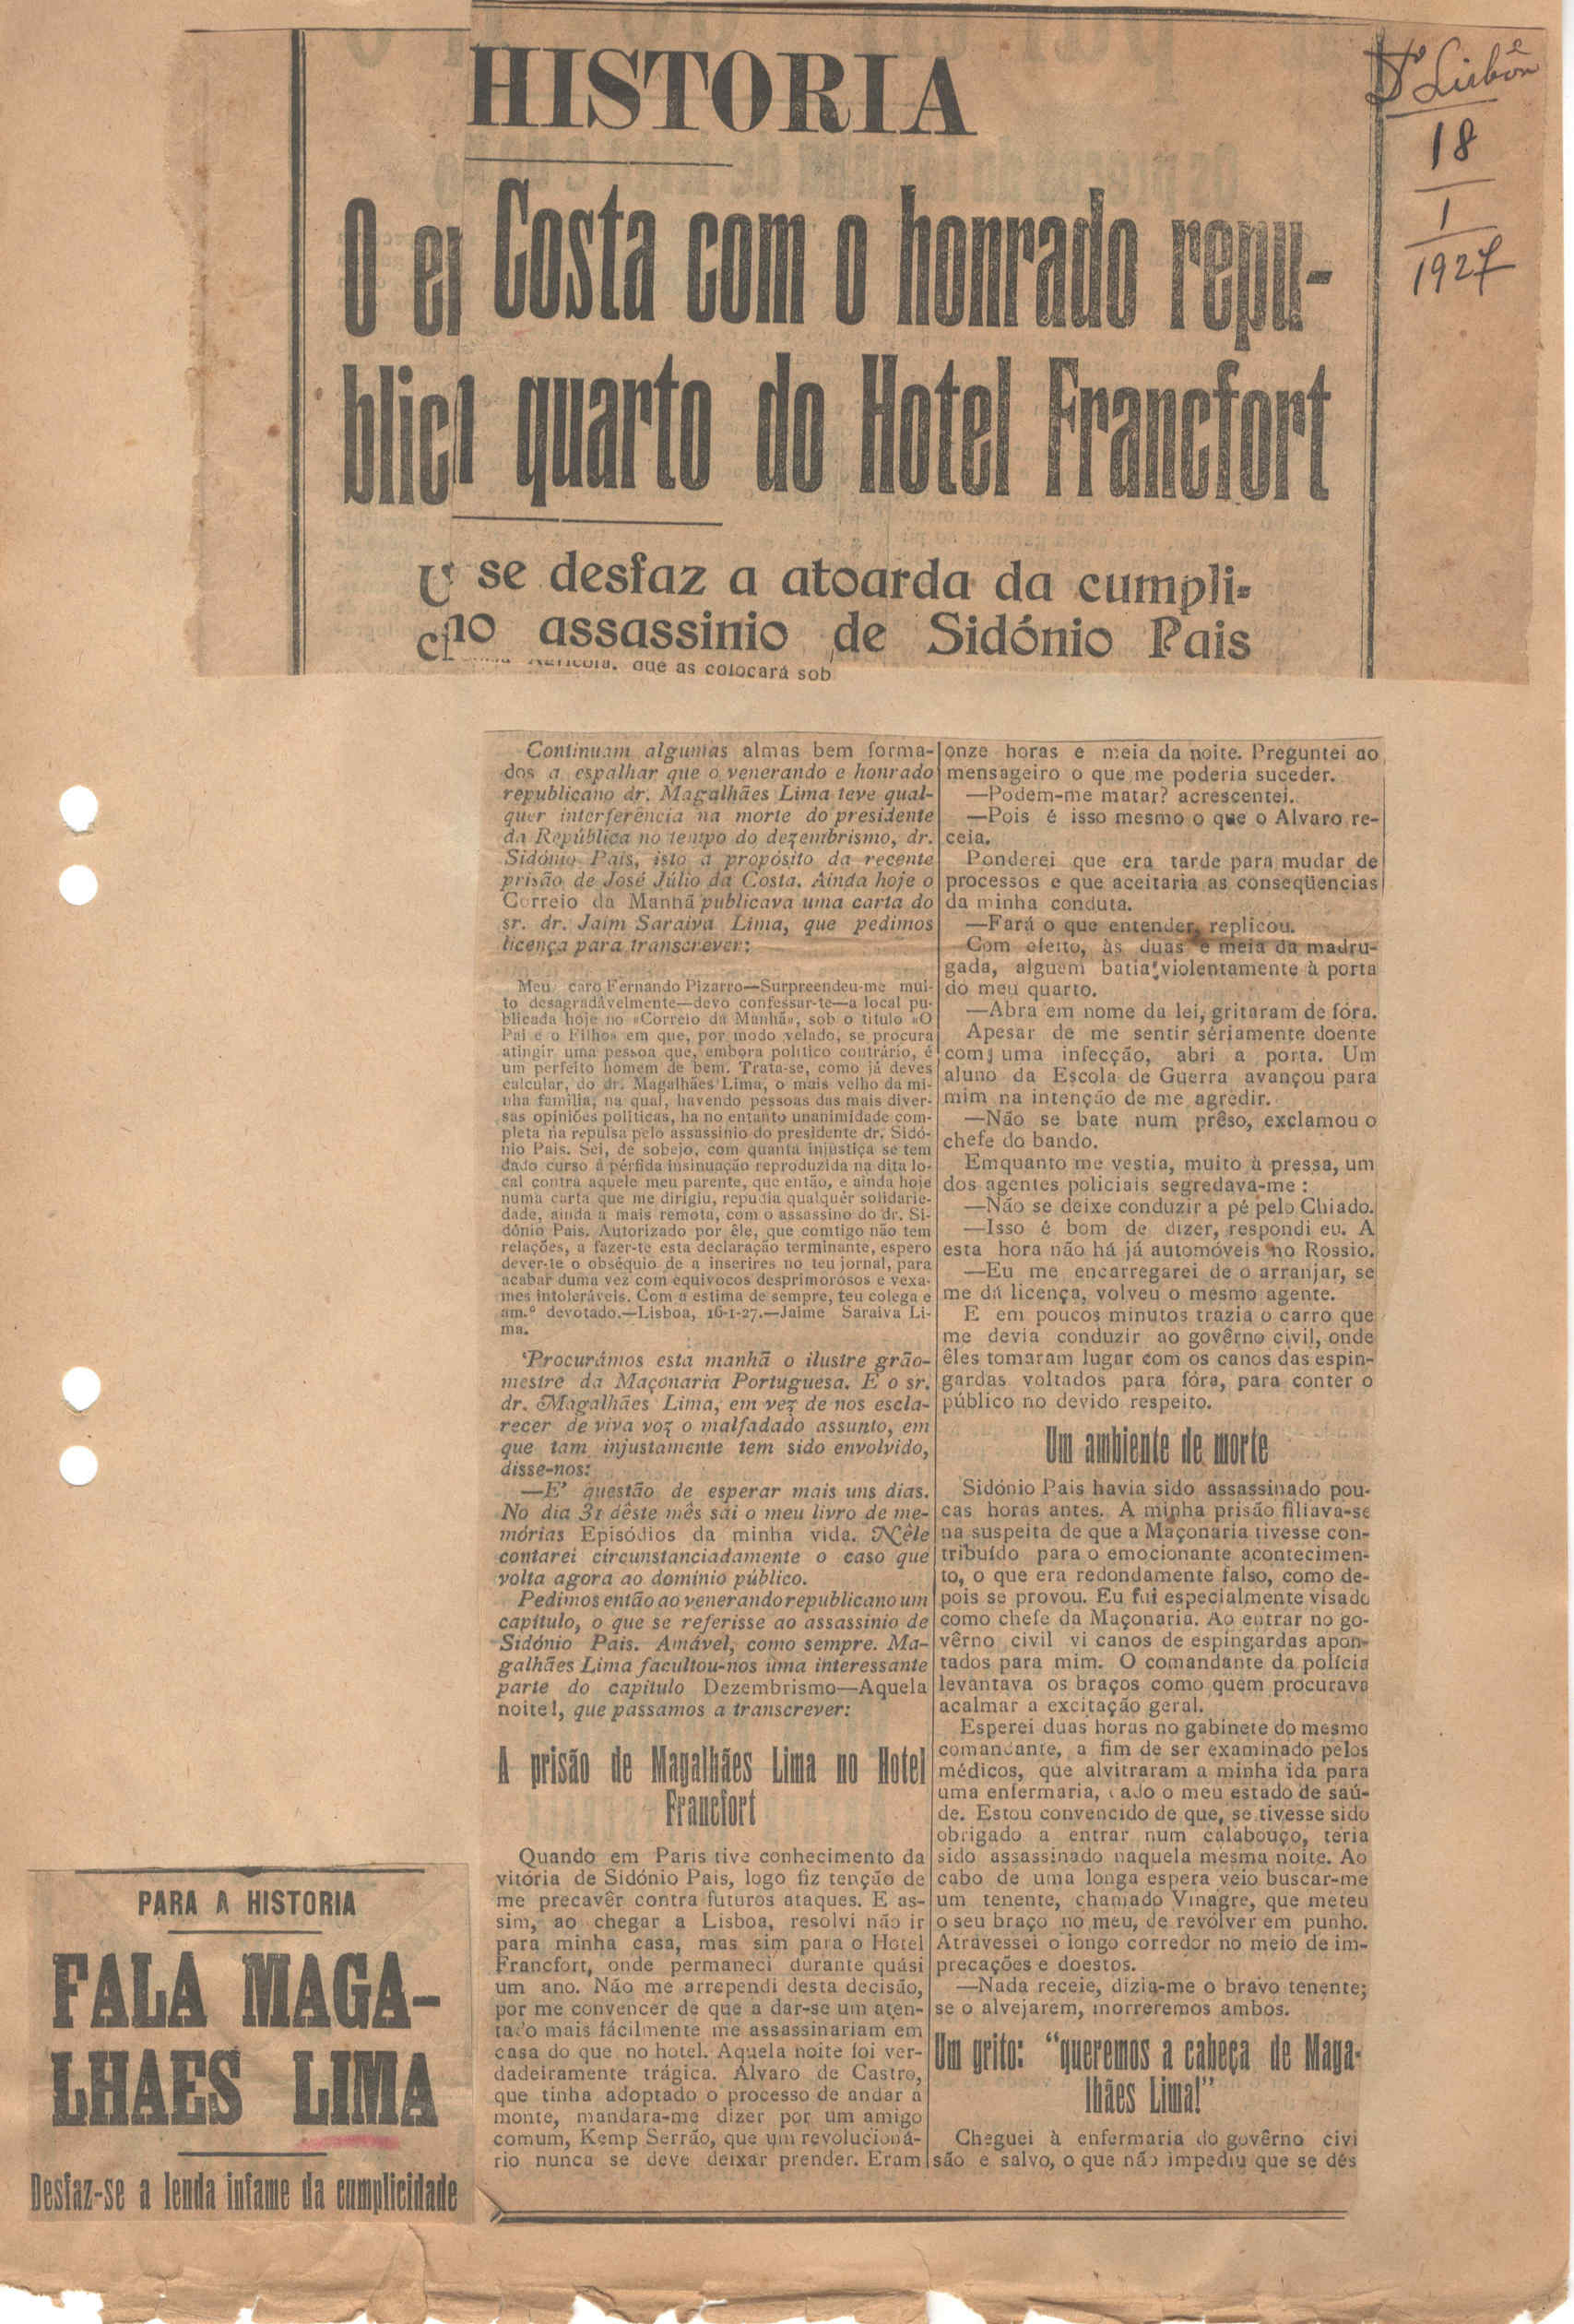 HISTORIA
O en Costa com o honrado repu-
blica quarto do Hotel Francfort
U se desfaz a atoarda da cumpli-
ci no assassinio de Sidónio Pais
Agricola, que as colocará sob
Dº Lisbôa
18
1
1927
Continuam algumas almas bem forma-
dos a espalhar que o venerando e honrado
republicano dr. Magalhães Lima teve qual-
quer interferência na morte do presidente
da República no tempo do dezembrismo, dr.
Sidónio Pais, isto a propósito da recente
prisão de José Júlio da Costa. Ainda hoje o
Correio da Manhã publicava uma carta do
sr. dr. Jaim Saraiva Lima, que pedimos
licença para transcrever:
Meu caro Fernando Pizarro—Surpreendeu-me mui-
to desagradàvelmente—devo confessar-te—a local pu-
blicada hoje no «Correio da Manhã», sob o titulo «O
Pai e o Filho» em que, por modo velado, se procura
atingir uma pessoa que, embora politico contrário, é
um perfeito homem de bem. Trata-se, como já deves
calcular, do dr. Magalhães Lima, o mais velho da mi-
nha familia, na qual, havendo pessoas das mais diver-
sas opiniões politicas, ha no entanto unanimidade com-
pleta na repulsa pelo assassinio do presidente dr. Sidó-
nio Pais. Sei, de sobejo, com quanta injustiça se tem
dado curso á pérfida insinuação reproduzida na dita lo-
cal contra aquele meu parente, que então, e ainda hoje
numa carta que me dirigiu, repudia qualquér solidarie-
dade, ainda a mais remota, com o assassino do dr. Si-
dónio Pais. Autorizado por êle, que comtigo não tem
relações, a fazer-te esta declaração terminante, espero
dever-te o obséquio de a inserires no teu jornal, para
acabar duma vez com equivocos desprimorosos e vexa-
mes intoleráveis. Com a estima de sempre, teu colega e
am.º devotado.—Lisboa, 16-1-27.—Jaime Saraiva Li-
ma.
Procurámos esta manhã o ilustre grão-
mestre da Maçonaria Portuguesa. E o sr.
dr. Magalhães Lima, em vez de nos escla-
recer de viva voz o malfadado assunto, em
que tam injustamente tem sido envolvido,
disse-nos:
—E' questão de esperar mais uns dias.
No dia 31 dêste mês sai o meu livro de me-
mórias Episódios da minha vida. Nêle
contarei circunstanciadamente o caso que
volta agora ao domínio público.
Pedimos então ao venerando republicano um
capítulo, o que se referisse ao assassinio de
Sidónio Pais. Amável, como sempre. Ma-
galhães Lima facultou-nos uma interessante
parte do capitulo Dezembrismo—Aquela
noite!, que passamos a transcrever:
A prisão de Magalhães Lima no Hotel
Francfort
Quando em Paris tive conhecimento da
vitória de Sidónio Pais, logo fiz tenção de
me precavêr contra futuros ataques. E as-
sim, ao chegar a Lisboa, resolvi não ir
para minha casa, mas sim para o Hotel
Francfort, onde permaneci durante quási
um ano. Não me arrependi desta decisão,
por me convencer de que a dar-se um aten-
tado mais fácilmente me assassinariam em
casa do que no hotel. Aquela noite foi ver-
dadeiramente trágica. Alvaro de Castro,
que tinha adoptado o processo de andar a
monte, mandara-me dizer por um amigo
comum, Kemp Serrão, que um revolucioná-
rio nunca se deve deixar prender. Eram
onze horas e meia da noite. Preguntei ao
mensageiro o que me poderia suceder.
—Podem-me matar? acrescentei.
—Pois é isso mesmo o que o Alvaro re-
ceia.
Ponderei que era tarde para mudar de
processos e que aceitaria as conseqüencias
da minha conduta.
—Fará o que entender, replicou.
Com efeito, às duas e meia da madru-
gada, alguem batia violentamente à porta
do meu quarto.
—Abra em nome da lei, gritaram de fóra.
Apesar de me sentir sériamente doente
com uma infecção, abri a porta. Um
aluno da Escola de Guerra avançou para
mim na intenção de me agredir.
—Não se bate num prêso, exclamou o
chefe do bando.
Emquanto me vestia, muito à pressa, um
dos agentes policiais segredava-me:
—Não se deixe conduzir a pé pelo Chiado.
—Isso é bom de dizer, respondi eu. A
esta hora não há já automóveis no Rossio.
—Eu me encarregarei de o arranjar, se
me dá licença, volveu o mesmo agente.
E em poucos minutos trazia o carro que
me devia conduzir ao govêrno civil, onde
êles tomaram lugar com os canos das espin-
gardas voltados para fóra, para conter o
público no devido respeito.
Um ambiente de morte
Sidónio Pais havia sido assassinado pou-
cas horas antes. A minha prisão filiava-se
na suspeita de que a Maçonaria tivesse con-
tribuído para o emocionante acontecimen-
to, o que era redondamente falso, como de-
pois se provou. Eu fui especialmente visado
como chefe da Maçonaria. Ao entrar no go-
vêrno civil vi canos de espingardas apon-
tados para mim. O comandante da polícia
levantava os braços como quem procurava
acalmar a excitação geral.
Esperei duas horas no gabinete do mesmo
comandante, a fim de ser examinado pelos
médicos, que alvitraram a minha ida para
uma enfermaria, dado o meu estado de saú-
de. Estou convencido de que, se tivesse sido
obrigado a entrar num calabouço, teria
sido assassinado naquela mesma noite. Ao
cabo de uma longa espera veio buscar-me
um tenente, chamado Vinagre, que meteu
o seu braço no meu, de revólver em punho.
Atravessei o longo corredor no meio de im-
precações e doestos.
—Nada receie, dizia-me o bravo tenente;
se o alvejarem, morreremos ambos.
Um grito: "queremos a cabeça de Maga-
lhães Lima!"
Cheguei à enfermaria do govêrno civi
são e salvo, o que não impediu que se dés
PARA A HISTORIA
FALA MAGA-
LHAES LIMA
Desfaz-se a lenda infame da cumplicidade